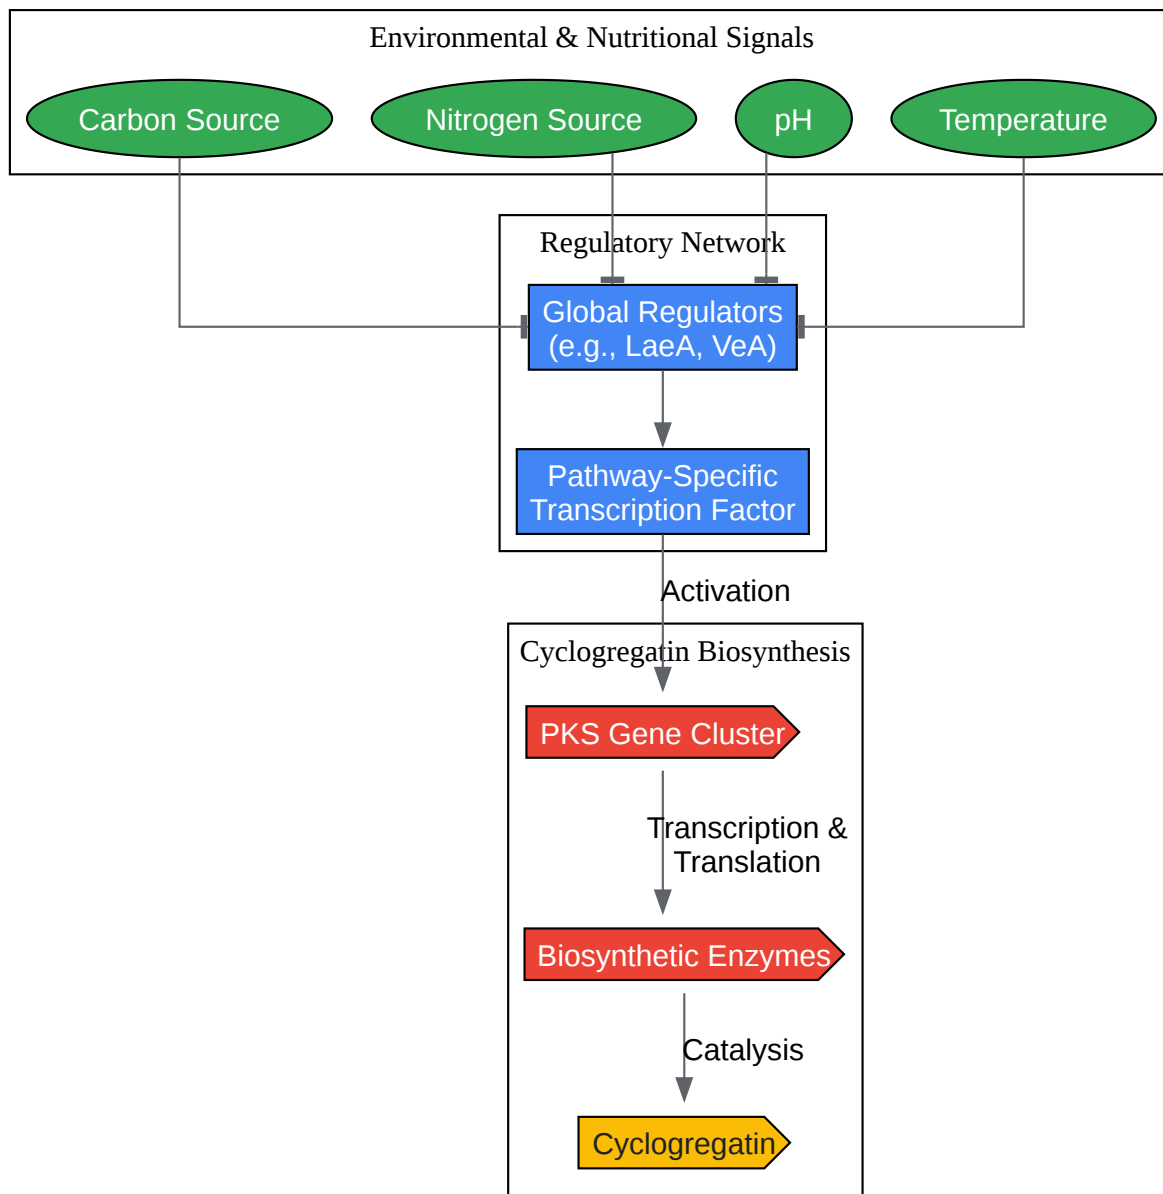 Environmental & Nutritional Signals
Carbon Source
Nitrogen Source
pH
Temperature
Regulatory Network
Global Regulators
(e.g., LaeA, VeA)
Pathway-Specific
Transcription Factor
Activation
Cyclogregatin Biosynthesis
PKS Gene Cluster
Transcription &
Translation
Biosynthetic Enzymes
Catalysis
Cyclogregatin